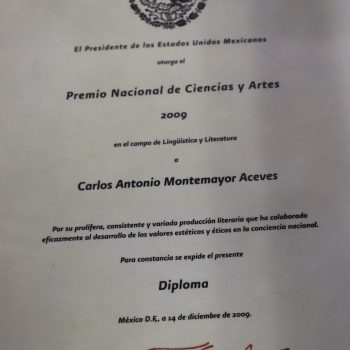 El Presidente de los Estados Unidos Mexicanos
otorga el
Premio Nacional de Ciencias y Artes
2009
en el campo de Lingüística y Literatura
a
Carlos Antonio Montemayor Aceves
Por su prolífera, consistente y variada producción literaria que ha colaborado
eficazmente al desarrollo de los valores estéticos y éticos en la conciencia nacional.
Para constancia se expide el presente
Diploma
México D.F., a 14 de diciembre de 2009.